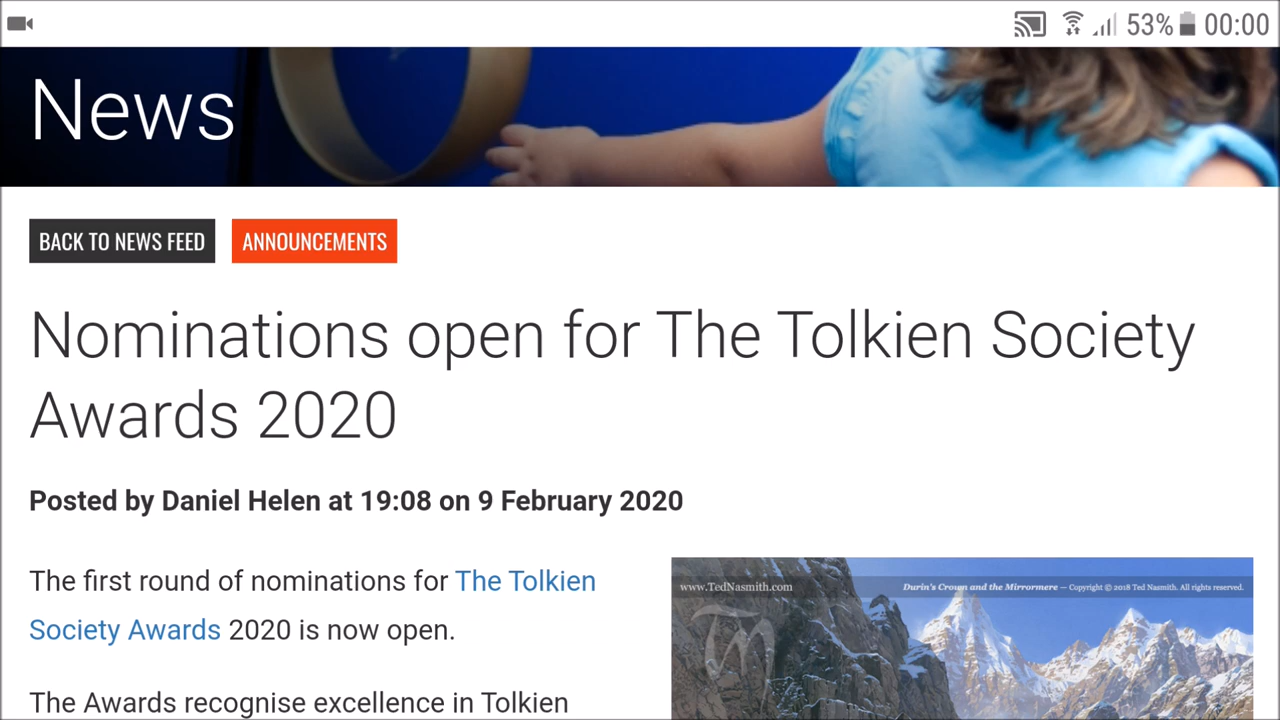 53% 00:00
News
BACK TO NEWS FEED ANNOUNCEMENTS
Nominations open for The Tolkien Society
Awards 2020
Posted by Daniel Helen at 19:08 on 9 February 2020
The first round of nominations for The Tolkien
Society Awards 2020 is now open.
The Awards recognise excellence in Tolkien
www.TedNasmith.com Durin's Crown and the Mirrormere — Copyright © 2018 Ted Nasmith. All rights reserved.